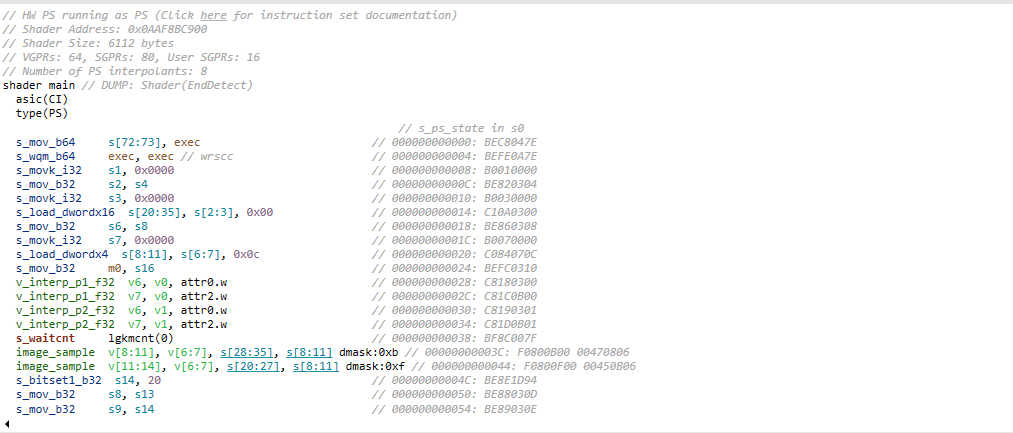 // HW PS running as PS (Click here for instruction set documentation)
// Shader Address: 0x0AAF8BC900
// Shader Size: 6112 bytes
// VGPRs: 64, SGPRs: 80, User SGPRs: 16
// Number of PS interpolants: 8
shader main // DUMP: Shader(EndDetect)
  asic(CI)
  type(PS)
// s_ps_state in s0
  s_mov_b64     s[72:73], exec     // 000000000000: BEC8047E
  s_wqm_b64     exec, exec // wrscc     // 000000000004: BEFE0A7E
  s_movk_i32    s1, 0x0000     // 000000000008: B0010000
  s_mov_b32     s2, s4     // 00000000000C: BE820304
  s_movk_i32    s3, 0x0000     // 000000000010: B0030000
  s_load_dwordx16  s[20:35], s[2:3], 0x00     // 000000000014: C10A0300
  s_mov_b32     s6, s8     // 000000000018: BE860308
  s_movk_i32    s7, 0x0000     // 00000000001C: B0070000
  s_load_dwordx4  s[8:11], s[6:7], 0x0c     // 000000000020: C084070C
  s_mov_b32     m0, s16     // 000000000024: BEFC0310
  v_interp_p1_f32  v6, v0, attr0.w     // 000000000028: C8180300
  v_interp_p1_f32  v7, v0, attr2.w     // 00000000002C: C81C0B00
  v_interp_p2_f32  v6, v1, attr0.w     // 000000000030: C8190301
  v_interp_p2_f32  v7, v1, attr2.w     // 000000000034: C81D0B01
  s_waitcnt     lgkmcnt(0)     // 000000000038: BF8C007F
  image_sample  v[8:11], v[6:7], s[28:35], s[8:11] dmask:0xb // 00000000003C: F0800B00 00470806
  image_sample  v[11:14], v[6:7], s[20:27], s[8:11] dmask:0xf // 000000000044: F0800F00 00450B06
  s_bitset1_b32  s14, 20     // 00000000004C: BE8E1D94
  s_mov_b32     s8, s13     // 000000000050: BE88030D
  s_mov_b32     s9, s14     // 000000000054: BE89030E